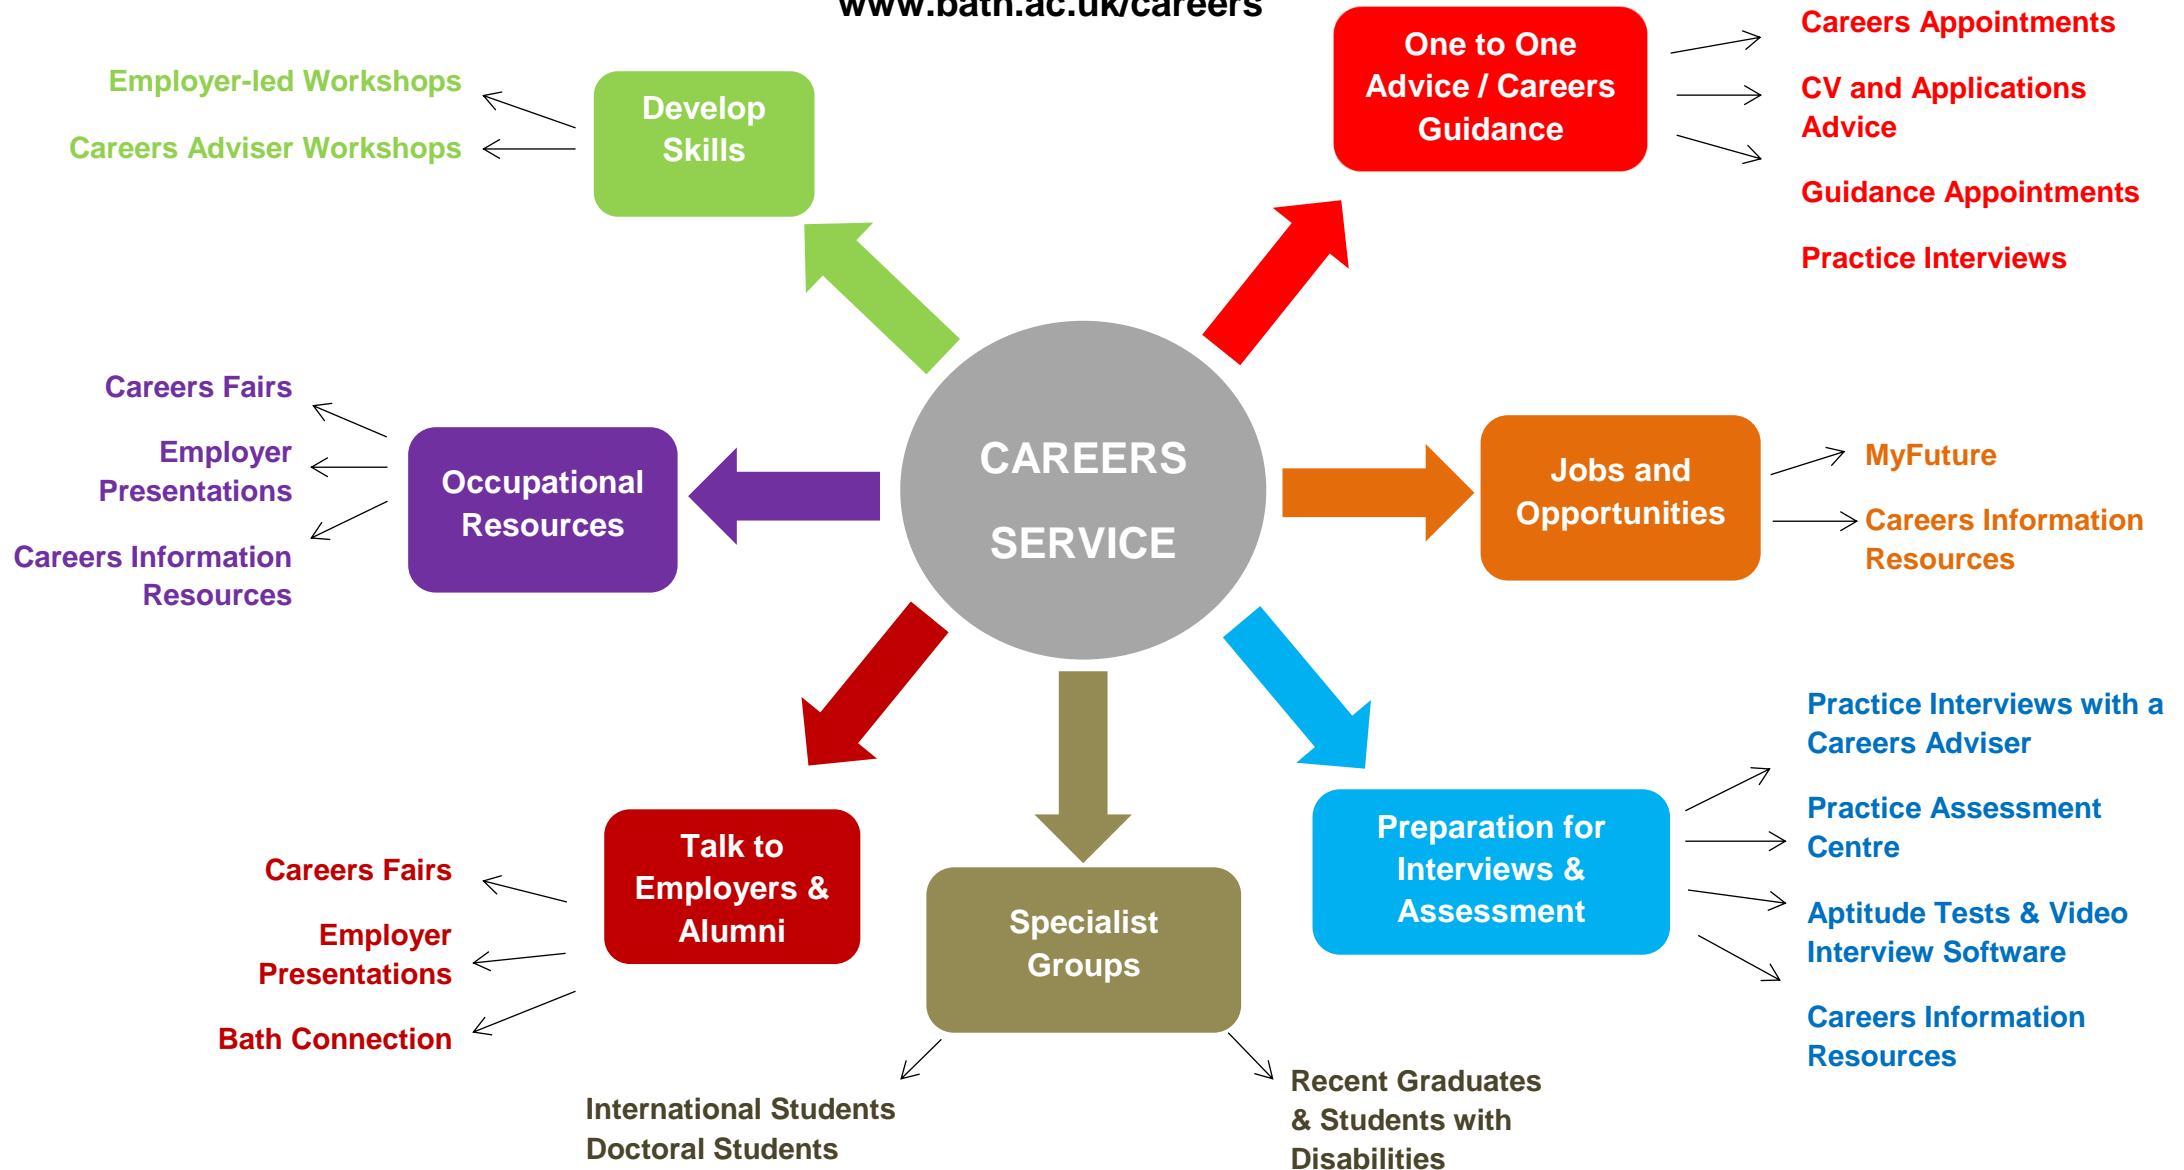 www.bath.ac.uk/careers
Employer-led Workshops
Careers Adviser Workshops
Develop
Skills
One to One
Advice / Careers
Guidance
Careers Appointments
CV and Applications
Advice
Guidance Appointments
Practice Interviews
Careers Fairs
Employer
Presentations
Careers Information
Resources
Occupational
Resources
CAREERS
SERVICE
Jobs and
Opportunities
MyFuture
Careers Information
Resources
Careers Fairs
Employer
Presentations
Bath Connection
Talk to
Employers &
Alumni
Specialist
Groups
International Students
Doctoral Students
Recent Graduates
& Students with
Disabilities
Preparation for
Interviews &
Assessment
Practice Interviews with a
Careers Adviser
Practice Assessment
Centre
Aptitude Tests & Video
Interview Software
Careers Information
Resources